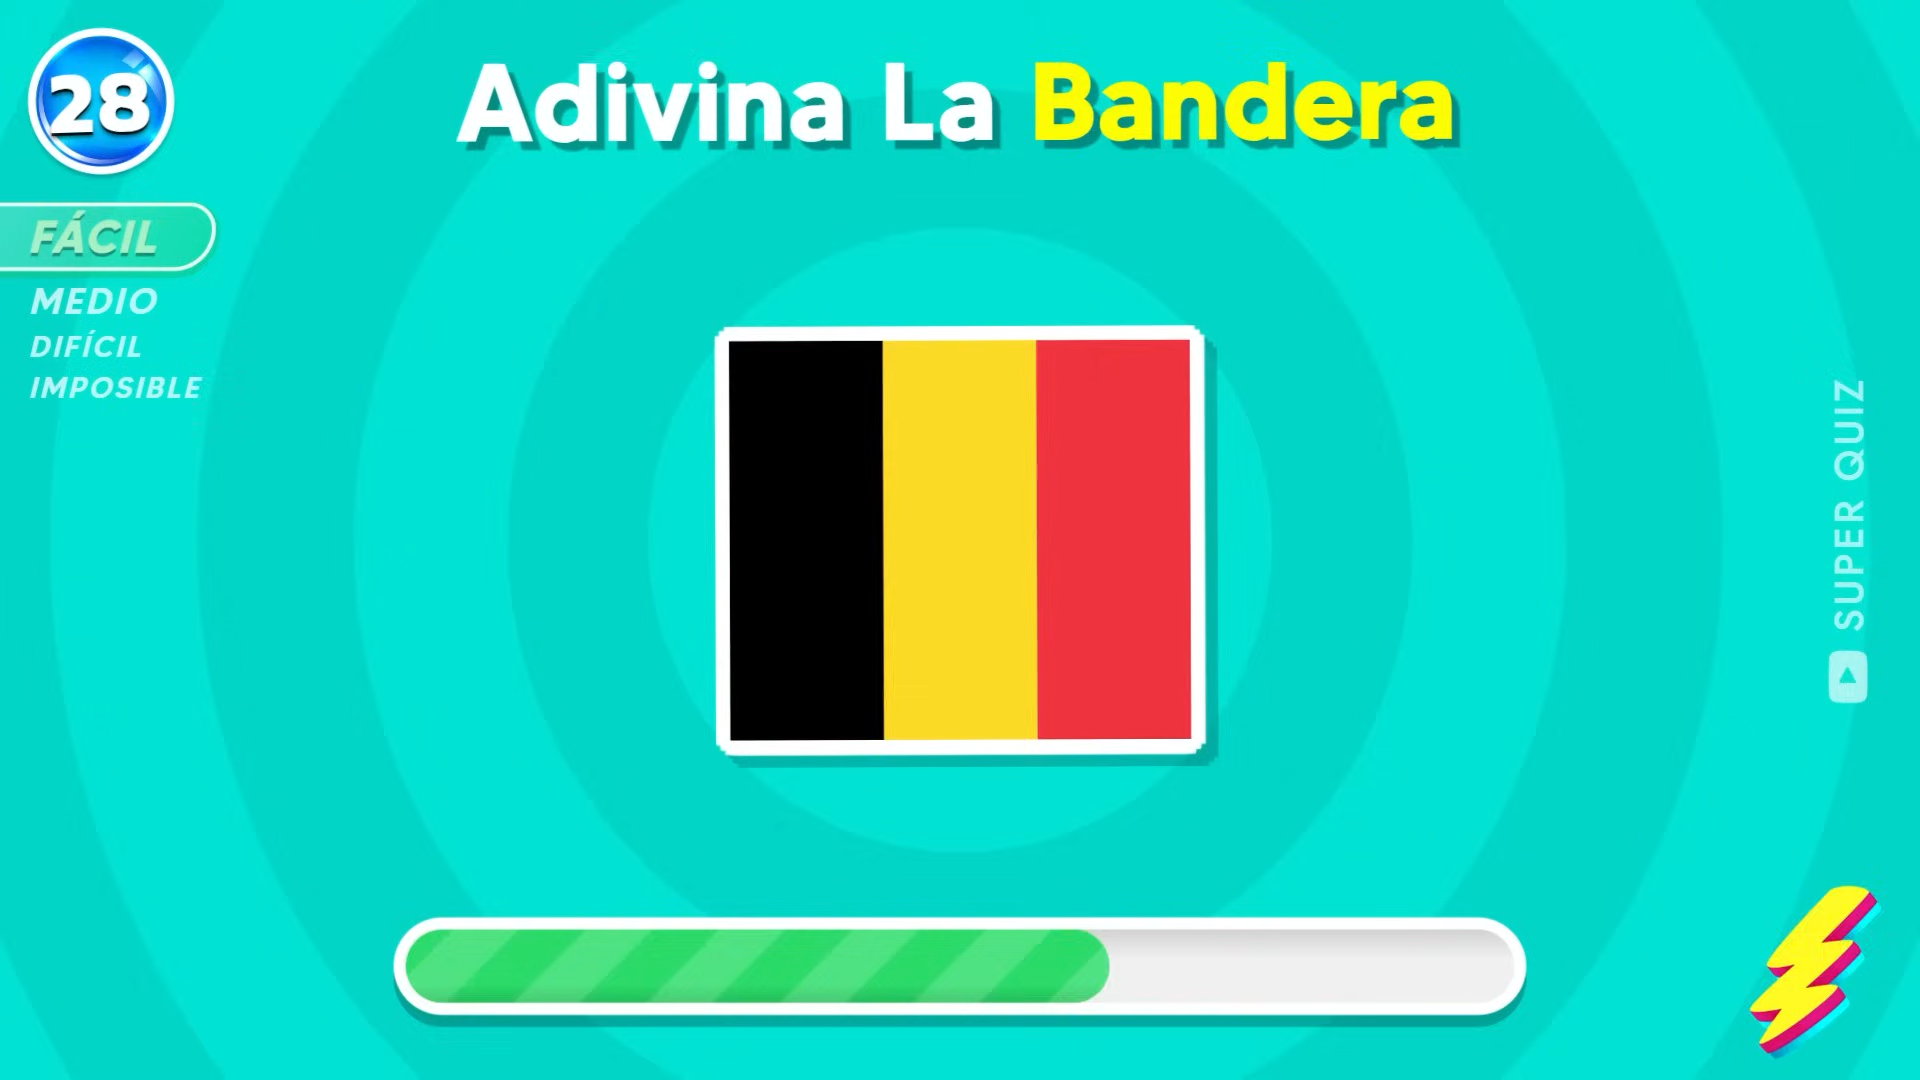 28
Adivina La Bandera
FÁCIL
MEDIO
DIFÍCIL
IMPOSIBLE
SUPER QUIZ